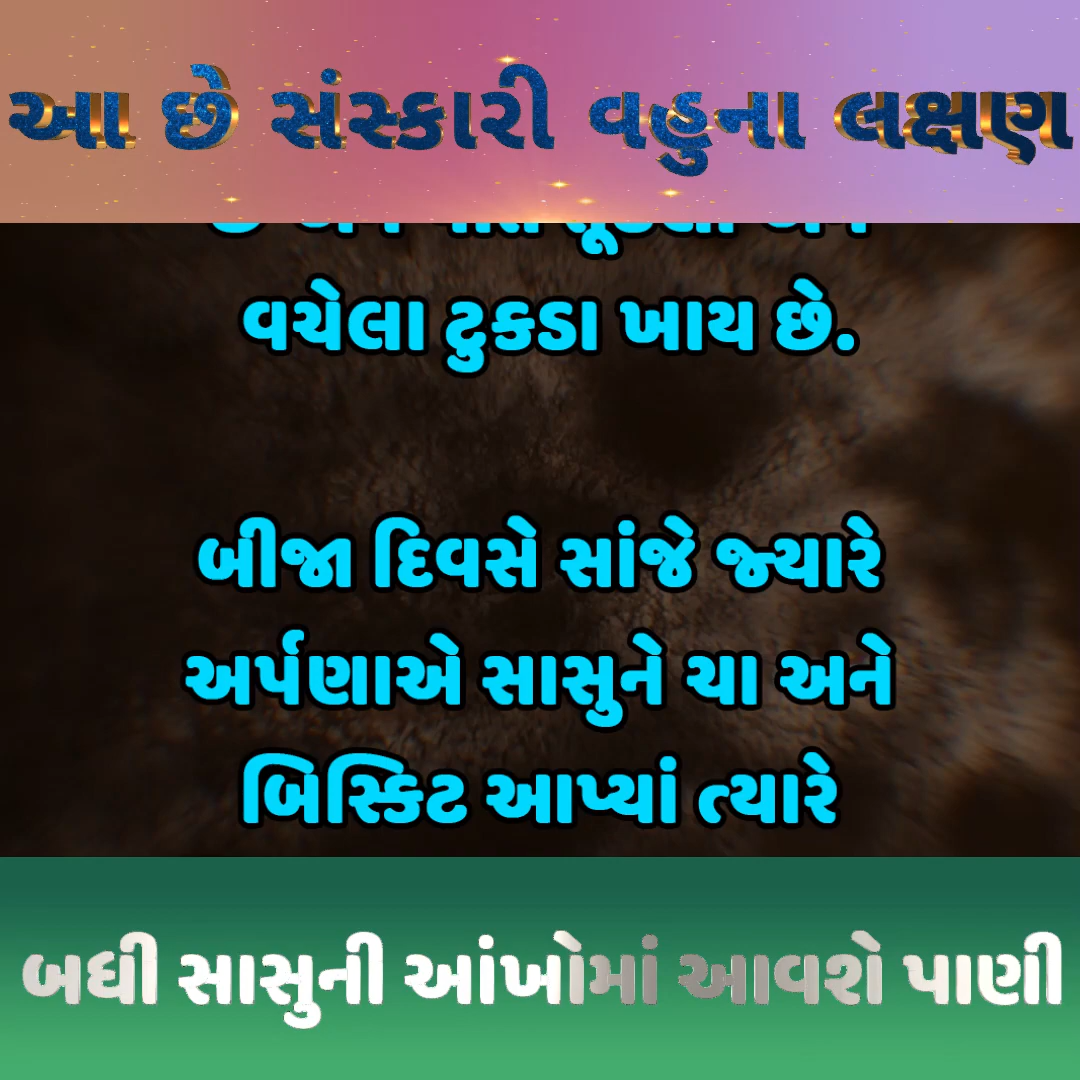 આ છે સંસ્કારી વહુના લક્ષણ
વચેલા ટુકડા ખાય છે.
બીજા દિવસે સાંજે જ્યારે
અર્પણાએ સાસુને ચા અને
બિસ્કિટ આપ્યાં ત્યારે
બધી સાસુની આંખોમાં આવશે પાણી